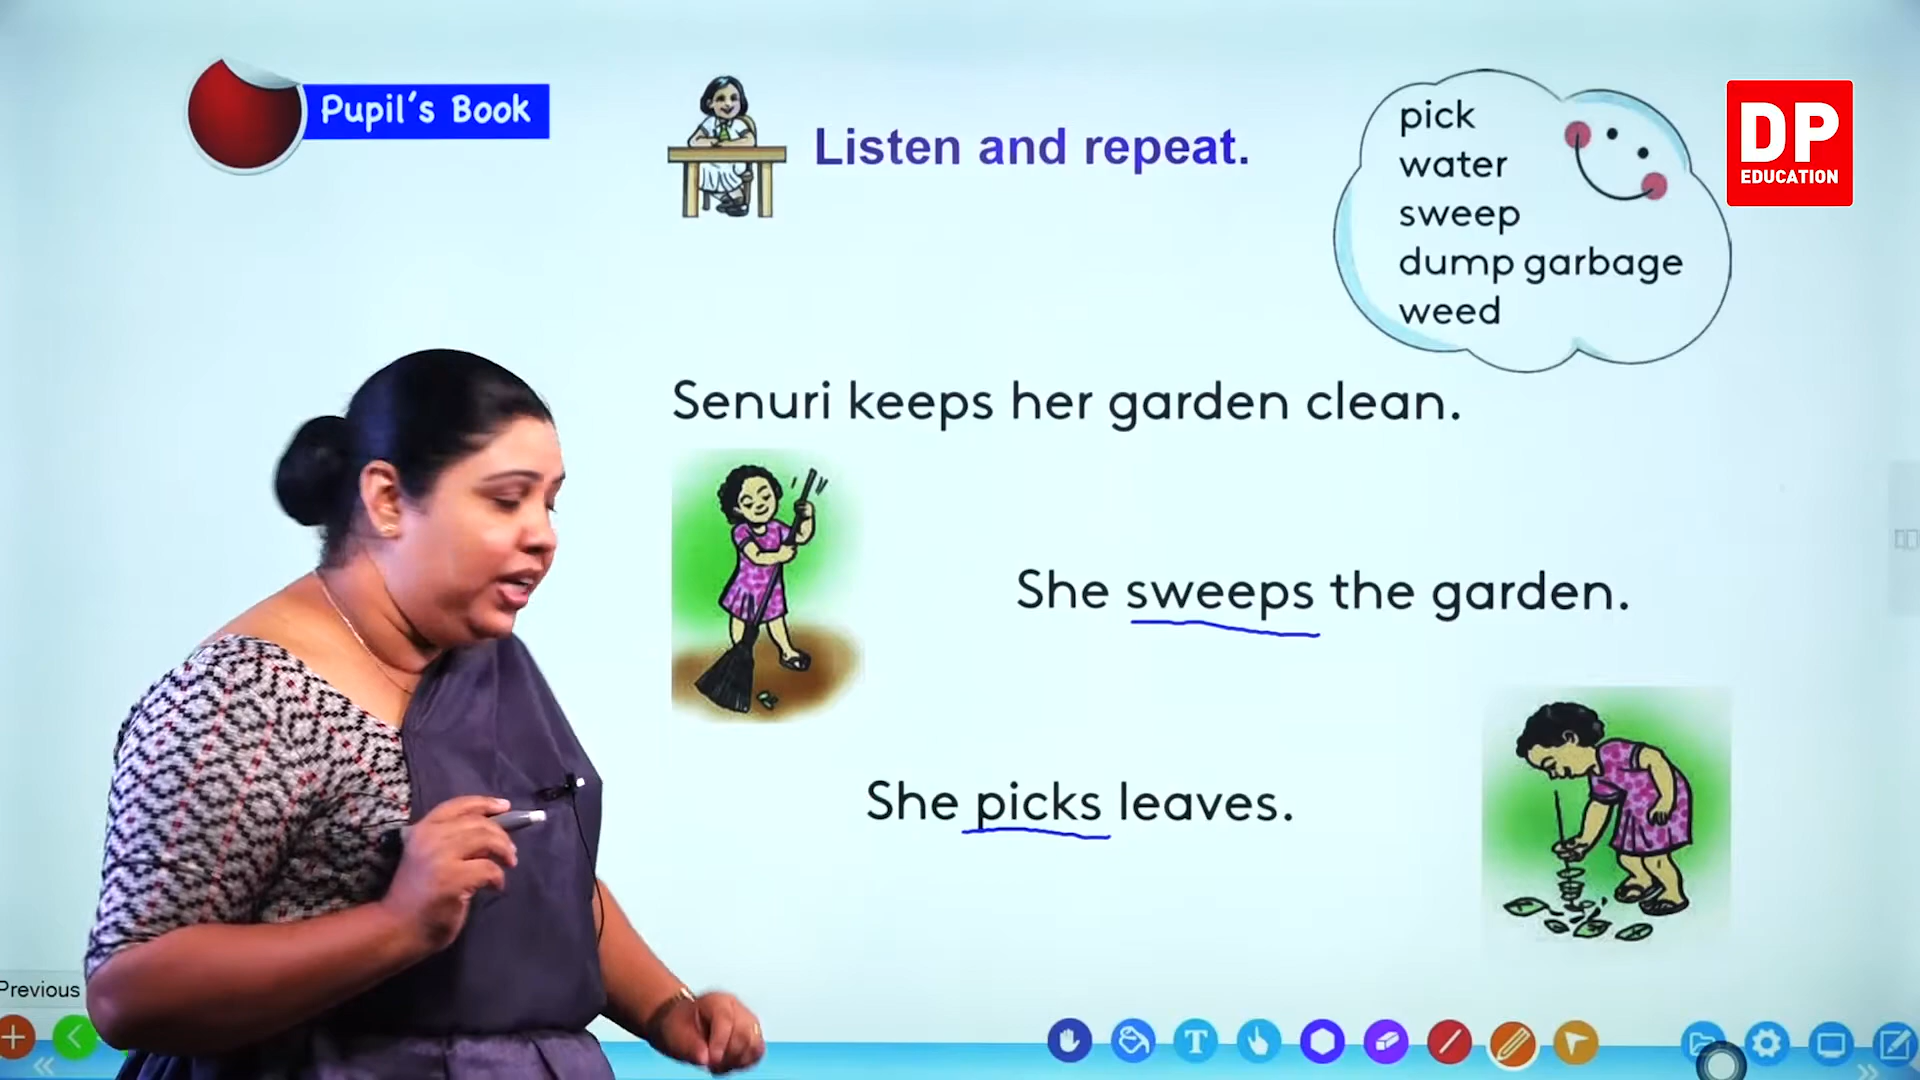 Pupil's Book
Listen and repeat.
pick
water
sweep
dump garbage
weed
DP
EDUCATION
Senuri keeps her garden clean.
She sweeps the garden.
She picks leaves.
Previous
T